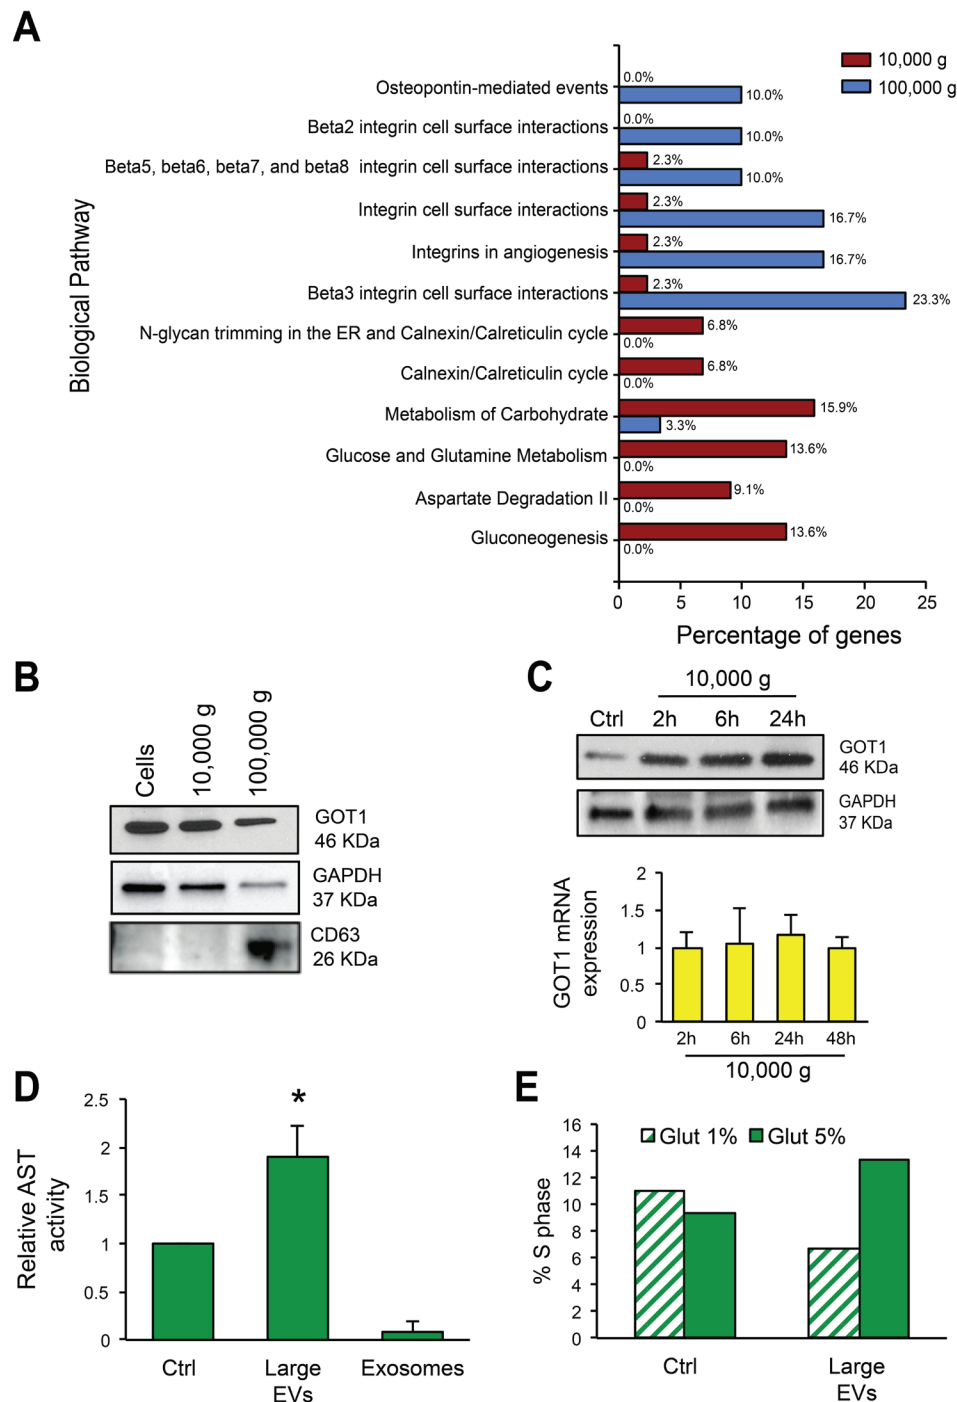 A
10,000 g
100,000 g
Biological Pathway
Osteopontin-mediated events
0.0%
10.0%
Beta2 integrin cell surface interactions
0.0%
10.0%
Beta5, beta6, beta7, and beta8 integrin cell surface interactions
2.3%
10.0%
Integrin cell surface interactions
2.3%
16.7%
Integrins in angiogenesis
2.3%
16.7%
Beta3 integrin cell surface interactions
2.3%
23.3%
N-glycan trimming in the ER and Calnexin/Calreticulin cycle
6.8%
0.0%
Calnexin/Calreticulin cycle
6.8%
0.0%
Metabolism of Carbohydrate
15.9%
3.3%
Glucose and Glutamine Metabolism
13.6%
0.0%
Aspartate Degradation II
9.1%
0.0%
Gluconeogenesis
13.6%
0.0%
0 5 10 15 20 25
Percentage of genes
B
Cells
10,000 g
100,000 g
GOT1
46 KDa
GAPDH
37 KDa
CD63
26 KDa
C
10,000 g
Ctrl 2h 6h 24h
GOT1
46 KDa
GAPDH
37 KDa
GOT1 mRNA
expression
2
1.5
1
0.5
0
2h 6h 24h 48h
10,000 g
D
Relative AST
activity
2.5
2
1.5
1
0.5
0
*
Ctrl Large Exosomes
EVs
E
% S phase
16
14
12
10
8
6
4
2
0
Glut 1% Glut 5%
Ctrl Large
EVs